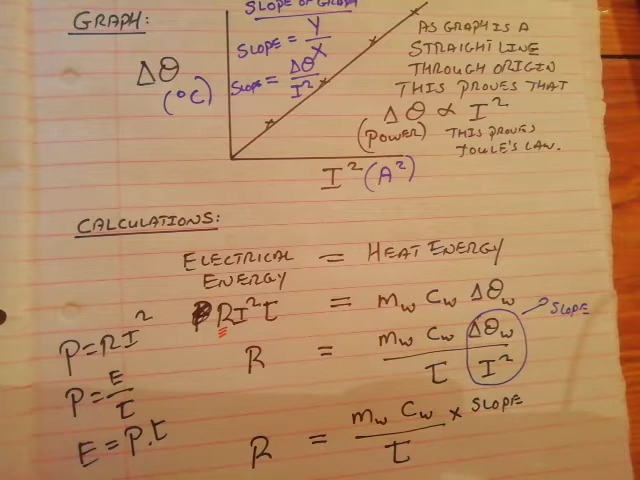 SLOPE OF GRAPH
GRAPH:
SLOPE = Y/X
SLOPE = Δθ/I²
Δθ
(°C)
AS GRAPH IS A
STRAIGHT LINE
THROUGH ORIGIN
THIS PROVES THAT
Δθ ∝ I²
(POWER) THIS PROVES
JOULE'S LAW.
I² (A²)
CALCULATIONS:
ELECTRICAL = HEAT ENERGY
ENERGY
RI²t = mw Cw Δθw
SLOPE
R = mw Cw Δθw / t I²
P = RI²
P = E/t
E = P.t
R = mw Cw / t × SLOPE